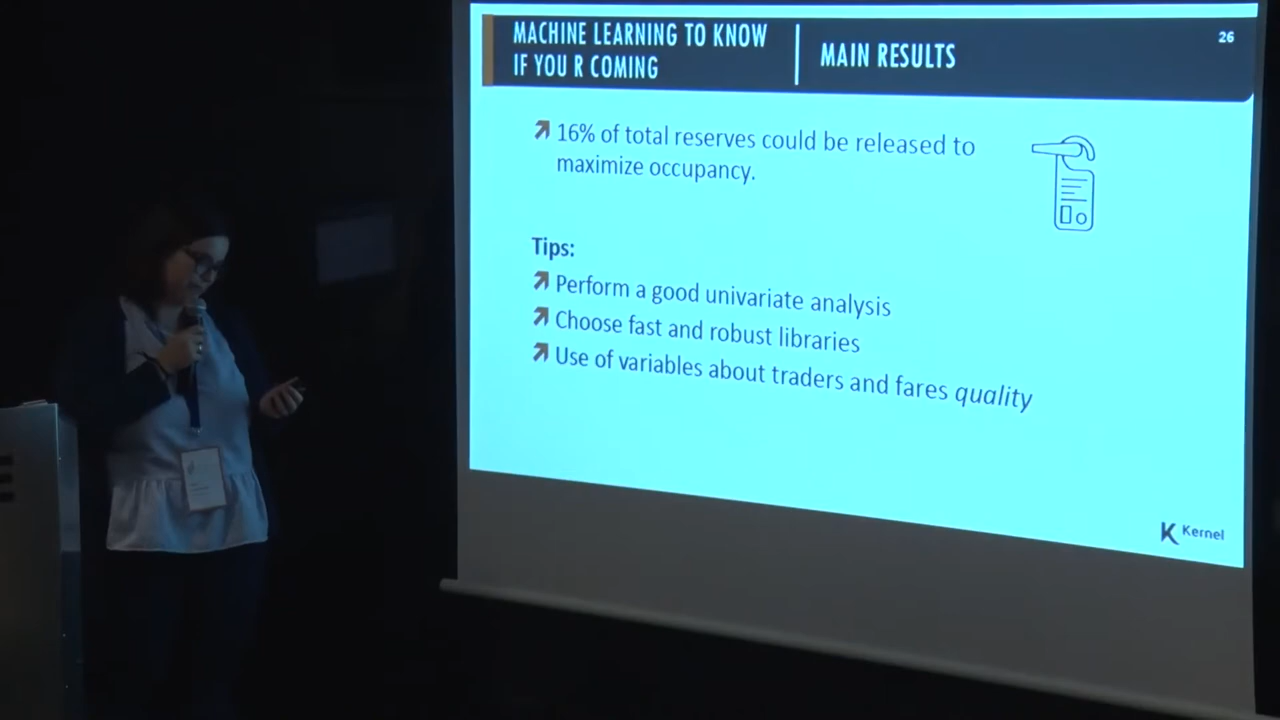 MACHINE LEARNING TO KNOW
IF YOU R COMING
MAIN RESULTS
26
16% of total reserves could be released to
maximize occupancy.
Tips:
Perform a good univariate analysis
Choose fast and robust libraries
Use of variables about traders and fares quality
K Kernel